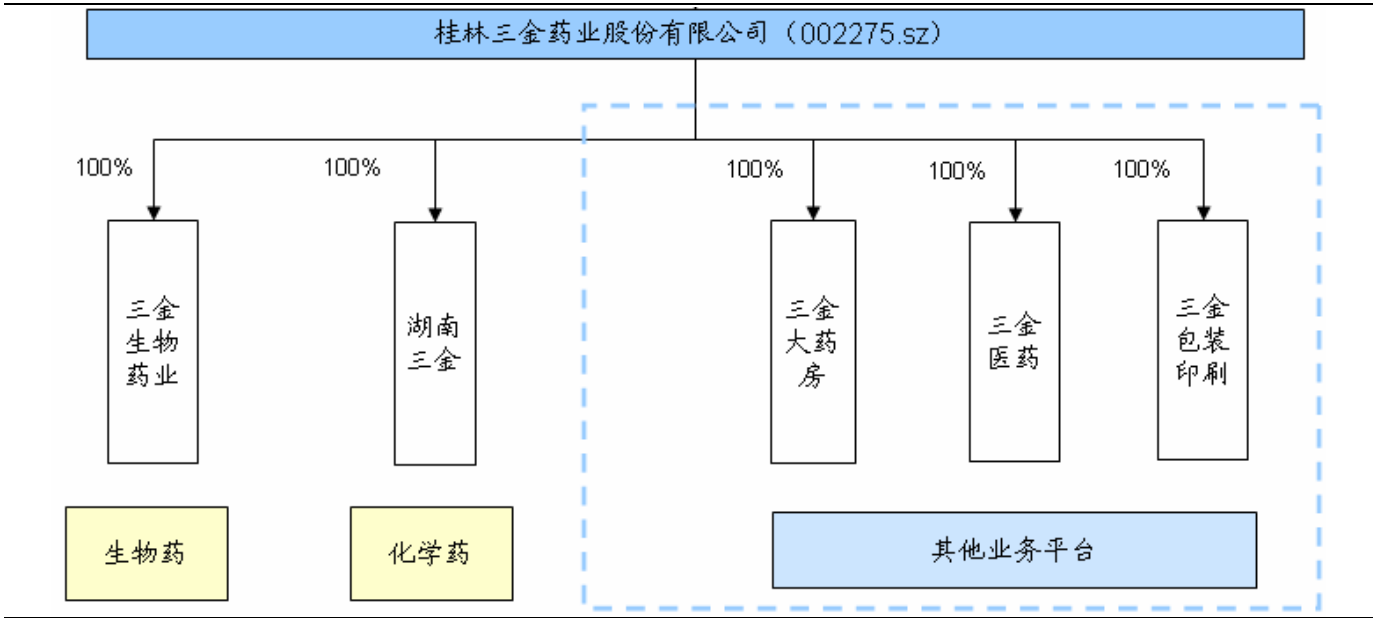 桂林三金药业股份有限公司（002275.sz）
100%
100%
100%
100%
100%
三金
生物
药业
湖南
三金
三金
大药
房
三金
医药
三金
包装
印刷
生物药
化学药
其他业务平台